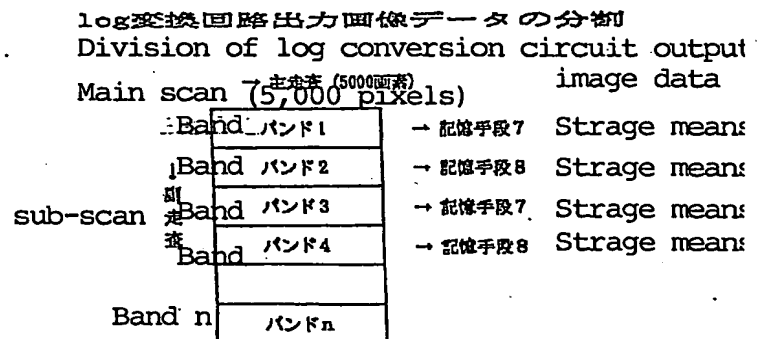 log変換回路出力画像データの分割
Division of log conversion circuit output
image data
Main scan → 主走査 (5000画素)
(5,000 pixels)
Band バンド1 → 記憶手段7 Strage means
Band バンド2 → 記憶手段8 Strage means
sub-scan 副走査
Band バンド3 → 記憶手段7 Strage means
Band バンド4 → 記憶手段8 Strage means
Band n バンドn